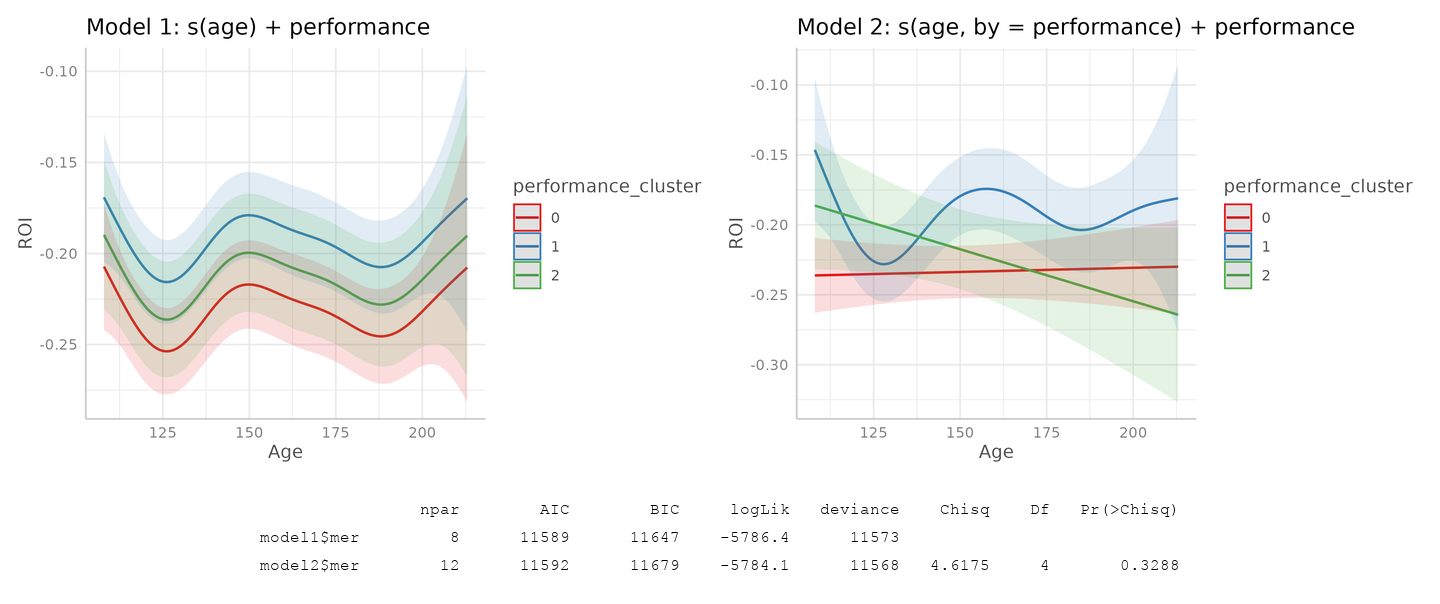 Model 1: s(age) + performance
-0.10
-0.15
-0.20
-0.25
ROI
125 150 175 200
Age
performance_cluster
0
1
2
Model 2: s(age, by = performance) + performance
-0.10
-0.15
-0.20
-0.25
-0.30
ROI
125 150 175 200
Age
performance_cluster
0
1
2
npar AIC BIC logLik deviance Chisq Df Pr(>Chisq)
model1$mer 8 11589 11647 -5786.4 11573
model2$mer 12 11592 11679 -5784.1 11568 4.6175 4 0.3288